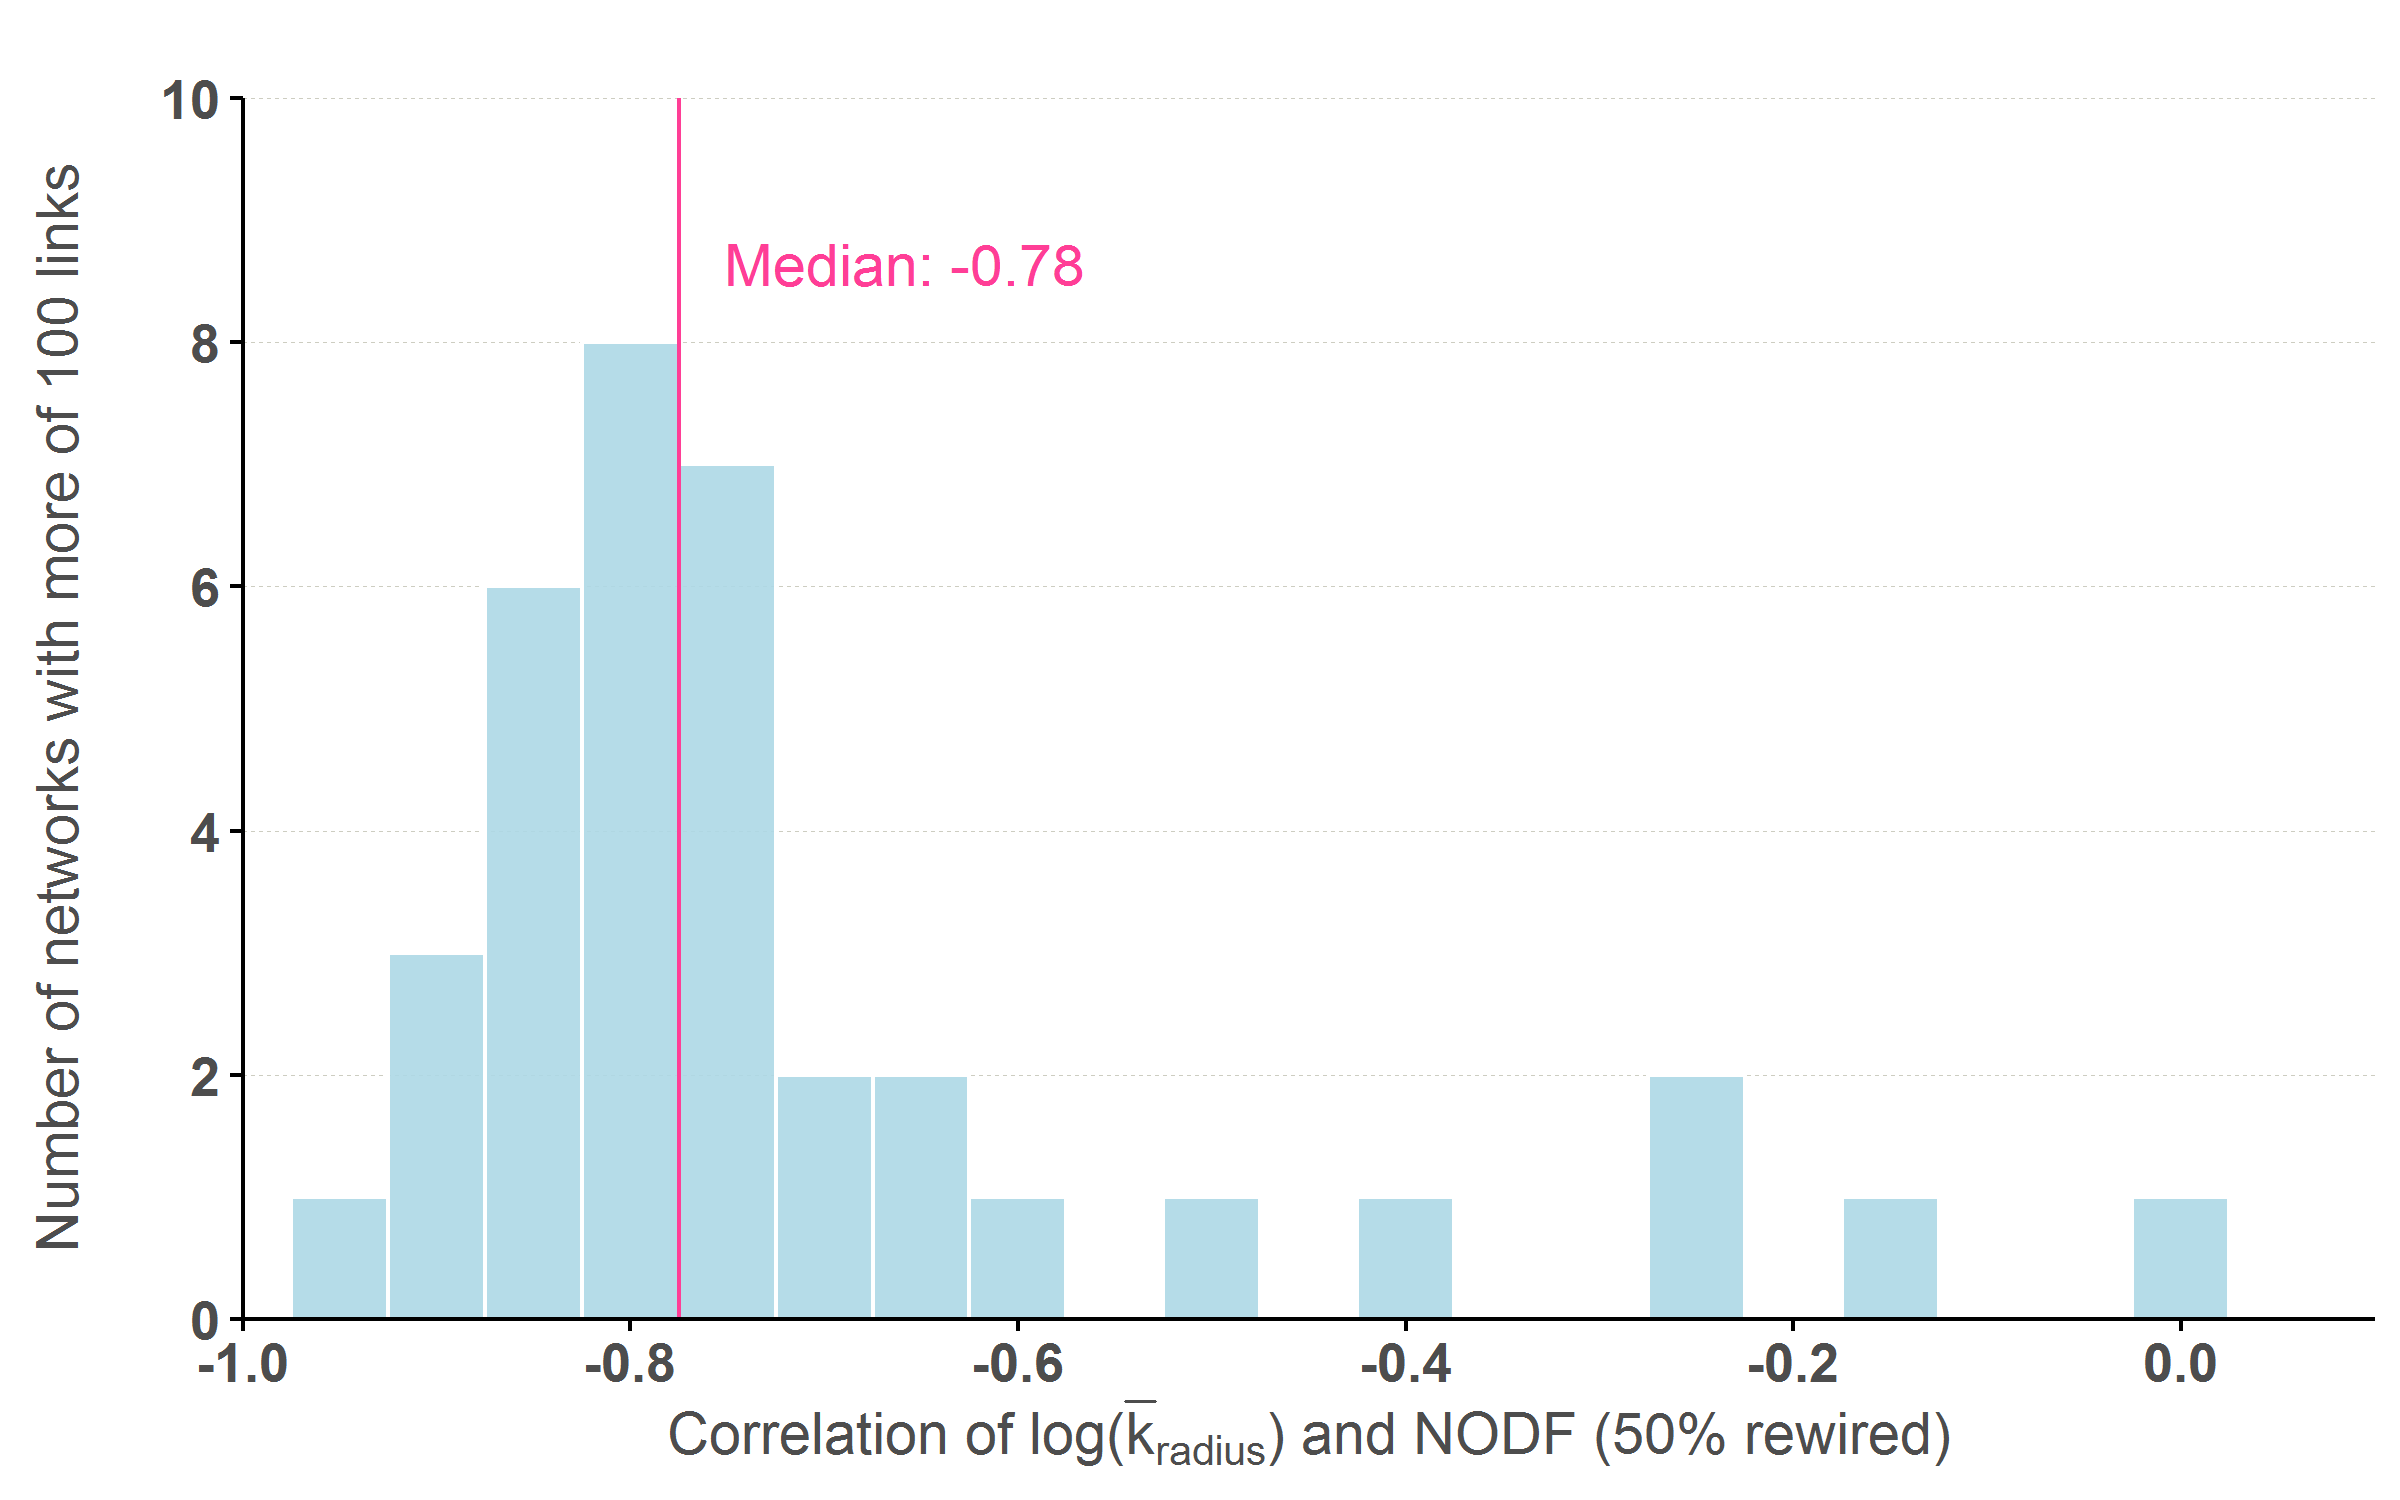 Number of networks with more of 100 links
10
8
6
4
2
0
Median: -0.78
-1.0 -0.8 -0.6 -0.4 -0.2 0.0
Correlation of log(k̅radius) and NODF (50% rewired)